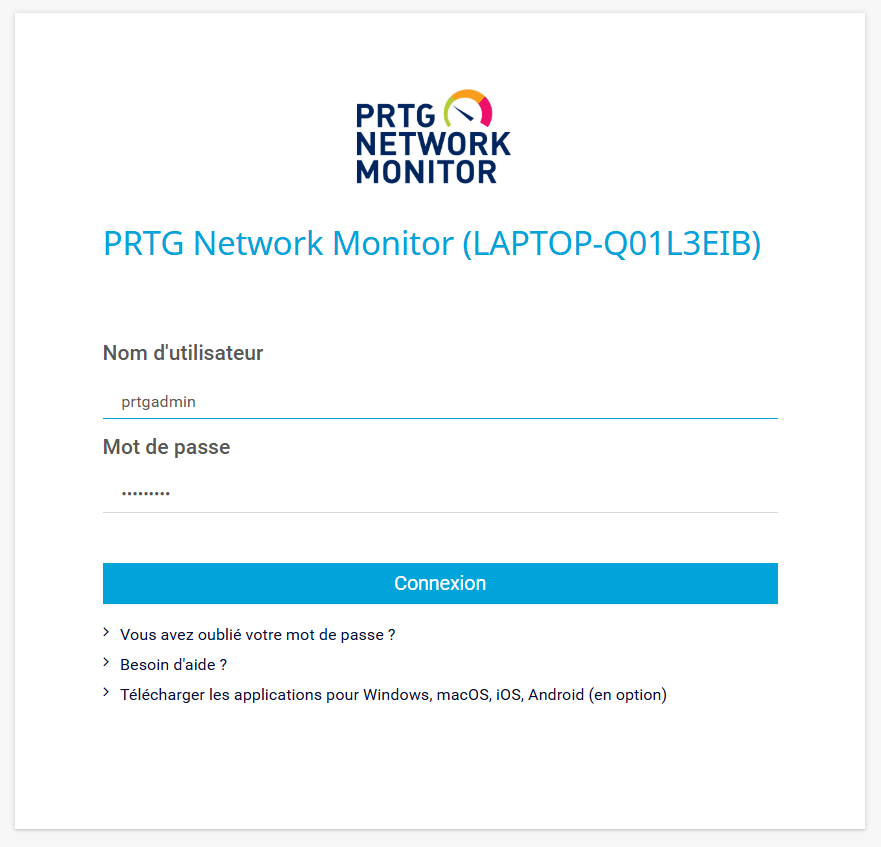 PRTG
NETWORK
MONITOR
PRTG Network Monitor (LAPTOP-Q01L3EIB)
Nom d'utilisateur
prtgadmin
Mot de passe
•••••••••
Connexion
Vous avez oublié votre mot de passe ?
Besoin d'aide ?
Télécharger les applications pour Windows, macOS, iOS, Android (en option)